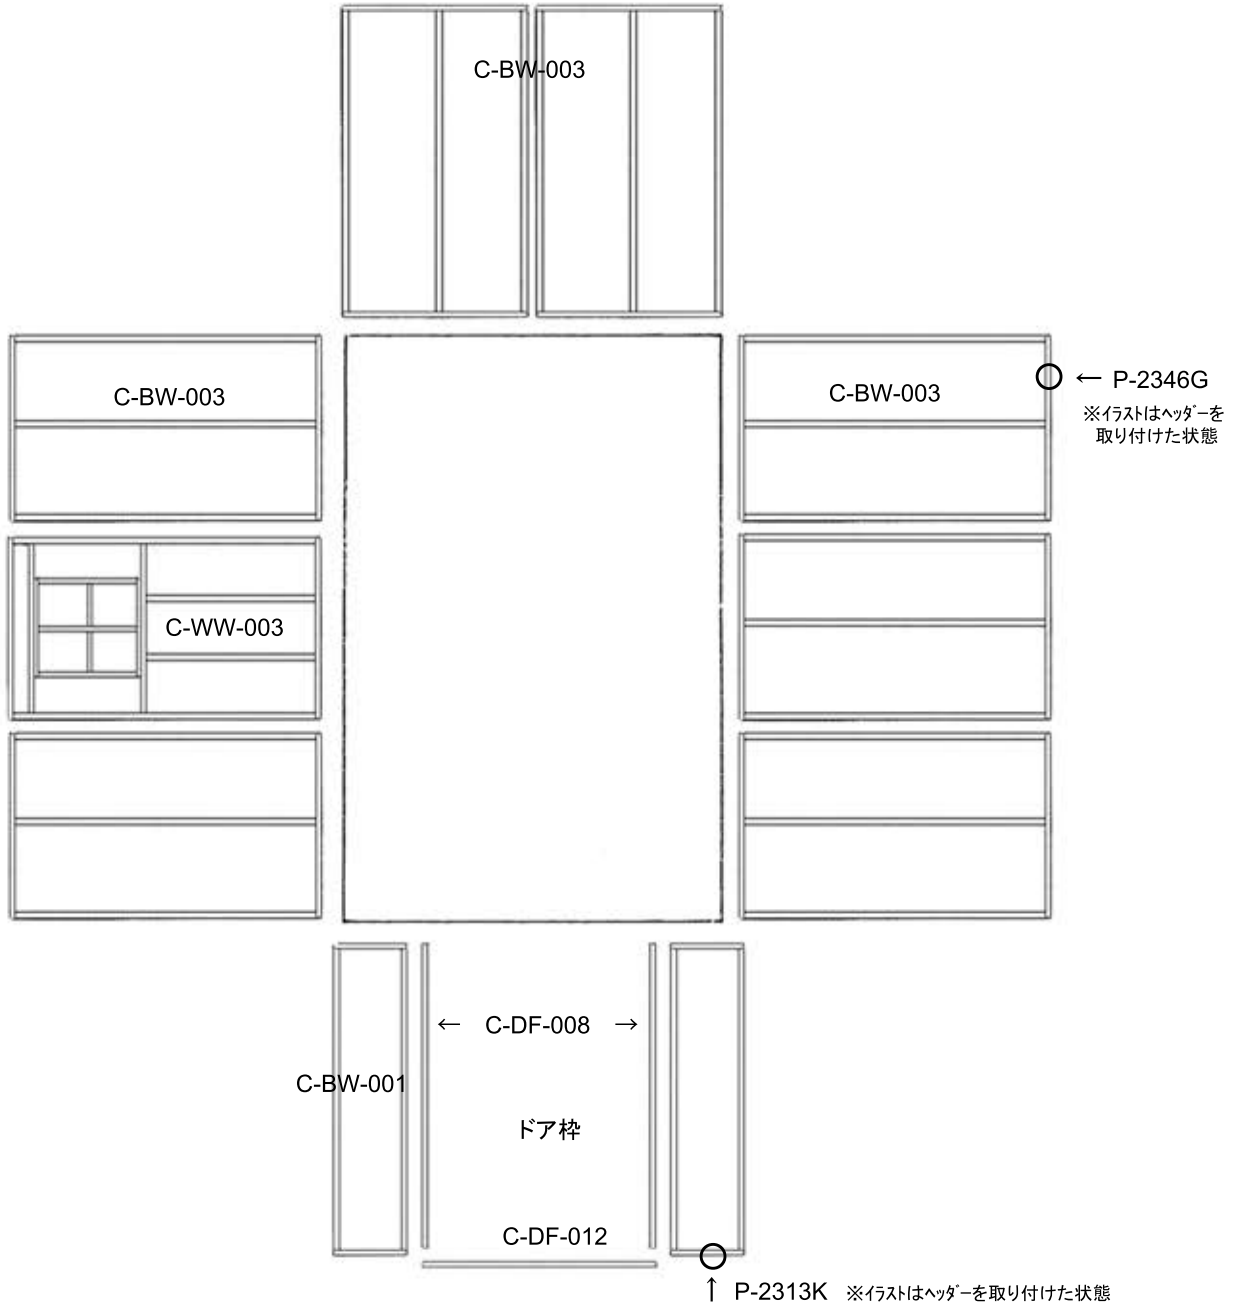 C-BW-003
C-BW-003
C-BW-003
← P-2346G
※イラストはヘッダーを
取り付けた状態
C-WW-003
← C-DF-008 →
C-BW-001
ドア枠
C-DF-012
↑ P-2313K ※イラストはヘッダーを取り付けた状態